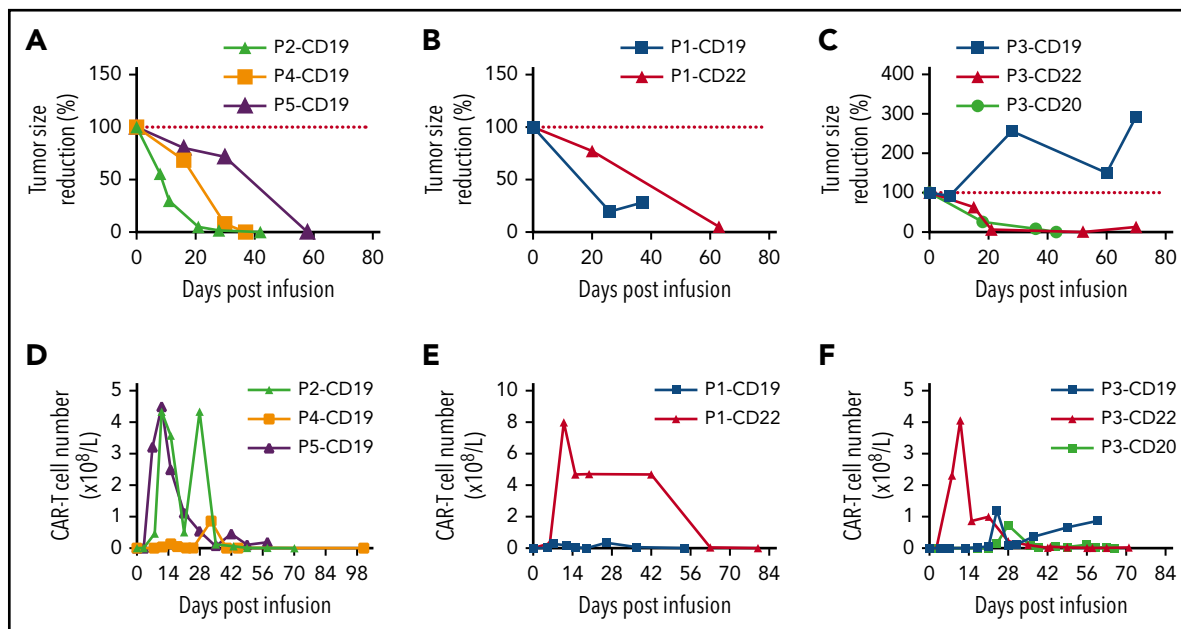 A
P2-CD19
P4-CD19
P5-CD19
Tumor size
reduction (%)
150
100
50
0
0 20 40 60 80
Days post infusion
B
P1-CD19
P1-CD22
Tumor size
reduction (%)
150
100
50
0
0 20 40 60 80
Days post infusion
C
P3-CD19
P3-CD22
P3-CD20
Tumor size
reduction (%)
400
300
200
100
0
0 20 40 60 80
Days post infusion
D
P2-CD19
P4-CD19
P5-CD19
CAR-T cell number
(x10⁸/L)
5
4
3
2
1
0
0 14 28 42 56 70 84 98
Days post infusion
E
P1-CD19
P1-CD22
CAR-T cell number
(x10⁸/L)
10
8
6
4
2
0
0 14 28 42 56 70 84
Days post infusion
F
P3-CD19
P3-CD22
P3-CD20
CAR-T cell number
(x10⁸/L)
5
4
3
2
1
0
0 14 28 42 56 70 84
Days post infusion